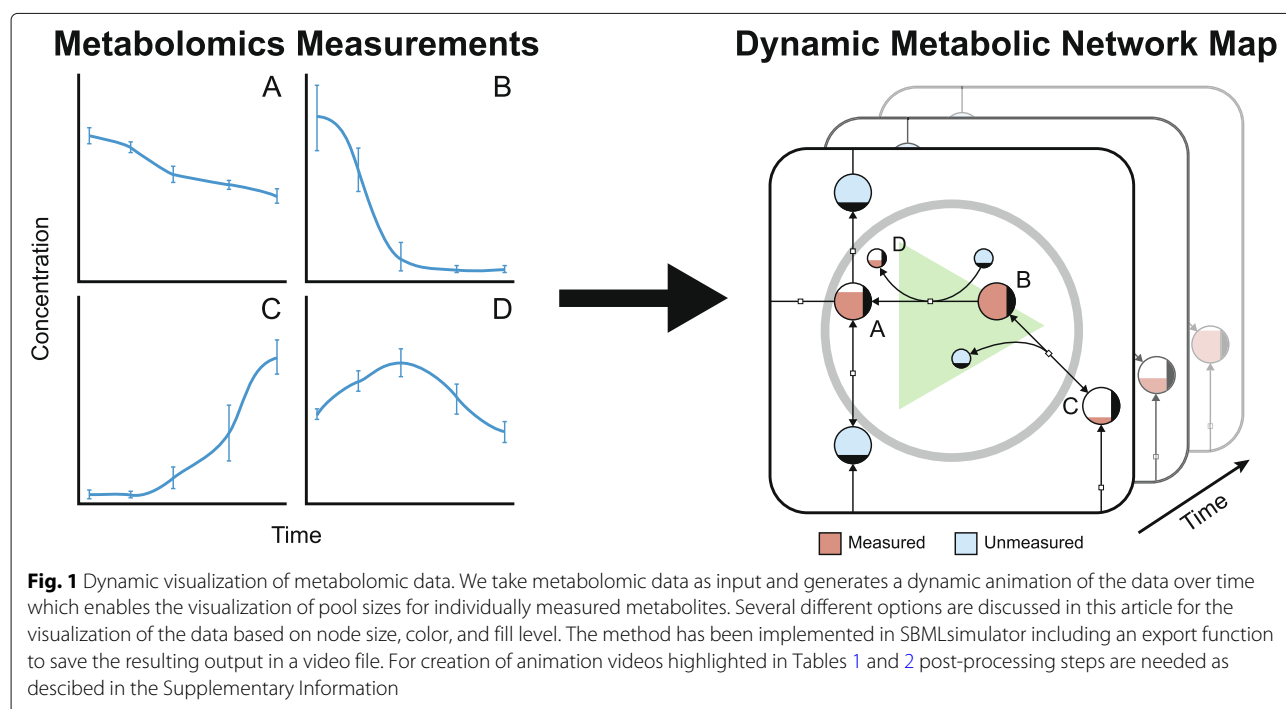 Metabolomics Measurements
Dynamic Metabolic Network Map
A
B
C
D
Concentration
Time
D
B
A
C
Time
Measured
Unmeasured
Fig. 1 Dynamic visualization of metabolomic data. We take metabolomic data as input and generates a dynamic animation of the data over time
which enables the visualization of pool sizes for individually measured metabolites. Several different options are discussed in this article for the
visualization of the data based on node size, color, and fill level. The method has been implemented in SBMLsimulator including an export function
to save the resulting output in a video file. For creation of animation videos highlighted in Tables 1 and 2 post-processing steps are needed as
descibed in the Supplementary Information